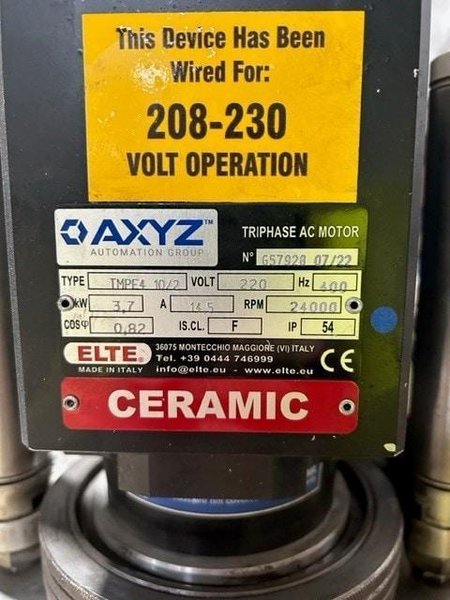 This Device Has Been
Wired For:
208-230
VOLT OPERATION
AXYZ™
AUTOMATION GROUP
TRIPHASE AC MOTOR
N° G57928 07/22
TYPE TMPE4 10/2 VOLT 220 Hz 400
kW 3,7 A 14,5 RPM 24000
COSφ 0,82 IS.CL. F IP 54
ELTE
MADE IN ITALY
36075 MONTECCHIO MAGGIORE (VI) ITALY
Tel. +39 0444 746999
info@elte.eu - www.elte.eu
CE
CERAMIC